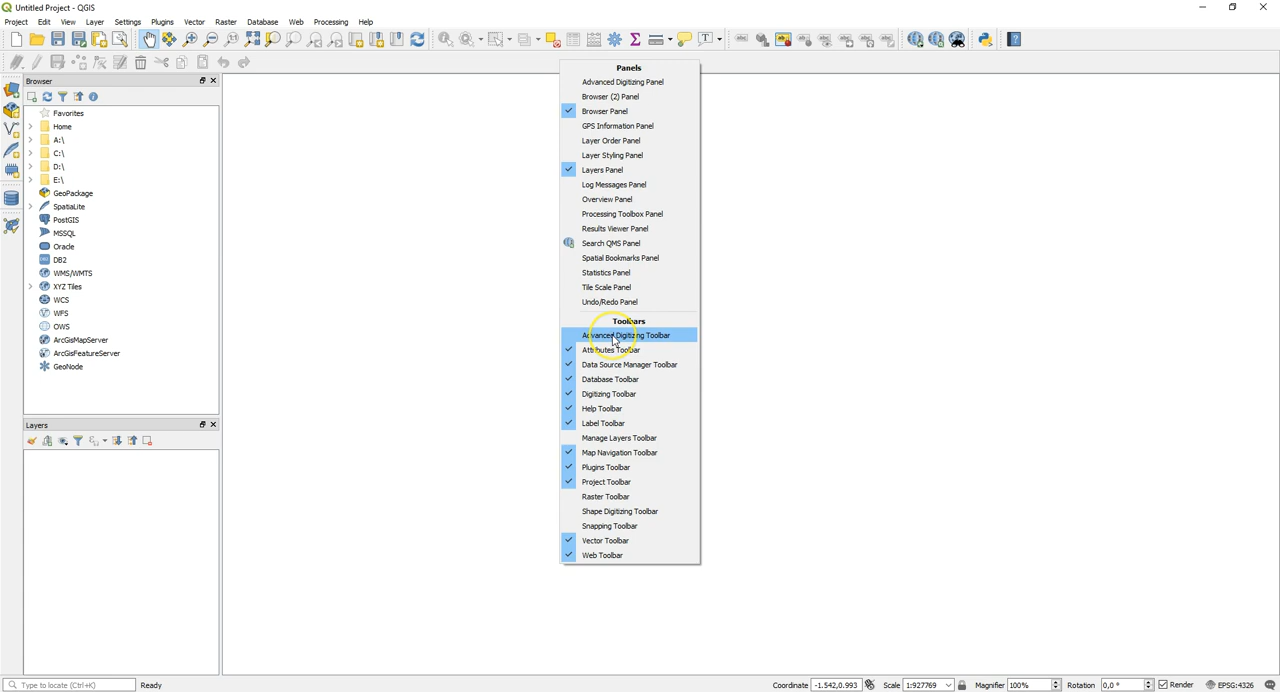 Untitled Project - QGIS
Project Edit View Layer Settings Plugins Vector Raster Database Web Processing Help
Browser
Favorites
Home
A:\
C:\
D:\
E:\
GeoPackage
SpatiaLite
PostGIS
MSSQL
Oracle
DB2
WMS/WMTS
XYZ Tiles
WCS
WFS
OWS
ArcGisMapServer
ArcGisFeatureServer
GeoNode
Layers
Panels
Advanced Digitizing Panel
Browser (2) Panel
Browser Panel
GPS Information Panel
Layer Order Panel
Layer Styling Panel
Layers Panel
Log Messages Panel
Overview Panel
Processing Toolbox Panel
Results Viewer Panel
Search QMS Panel
Spatial Bookmarks Panel
Statistics Panel
Tile Scale Panel
Undo/Redo Panel
Toolbars
Advanced Digitizing Toolbar
Attributes Toolbar
Data Source Manager Toolbar
Database Toolbar
Digitizing Toolbar
Help Toolbar
Label Toolbar
Manage Layers Toolbar
Map Navigation Toolbar
Plugins Toolbar
Project Toolbar
Raster Toolbar
Shape Digitizing Toolbar
Snapping Toolbar
Vector Toolbar
Web Toolbar
Type to locate (Ctrl+K) Ready Coordinate -1.542,0.993 Scale 1:927769 Magnifier 100% Rotation 0,0 ° Render EPSG:4326